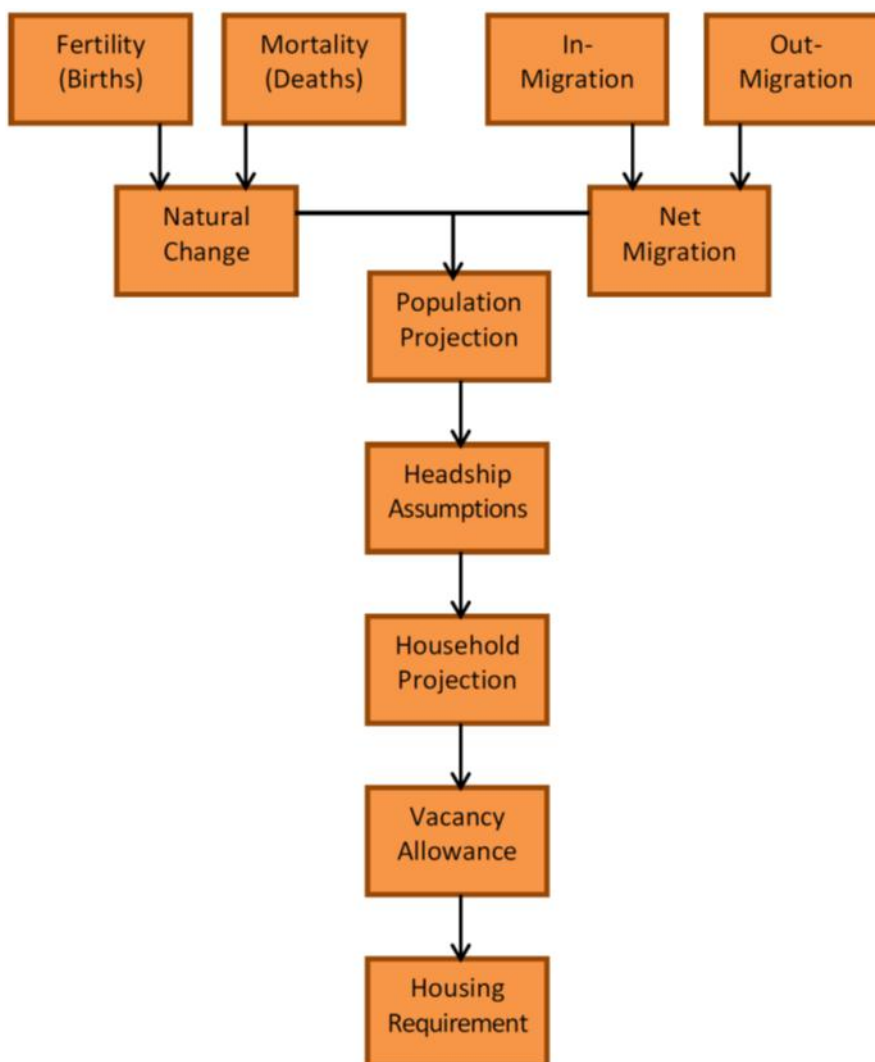 Fertility
(Births)
Mortality
(Deaths)
In-
Migration
Out-
Migration
Natural
Change
Net
Migration
Population
Projection
Headship
Assumptions
Household
Projection
Vacancy
Allowance
Housing
Requirement